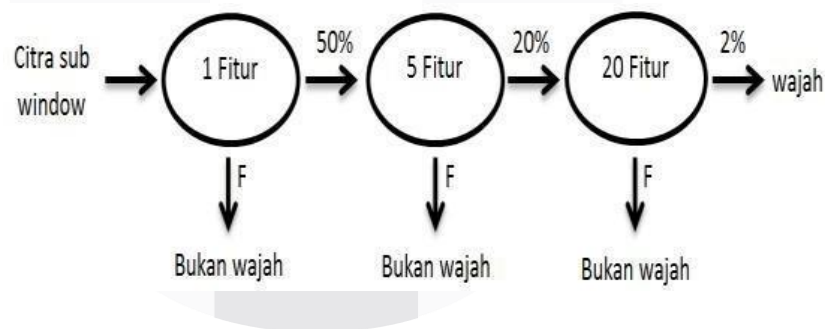 Citra sub
window
1 Fitur
50%
5 Fitur
20%
20 Fitur
2%
wajah
F
F
F
Bukan wajah
Bukan wajah
Bukan wajah